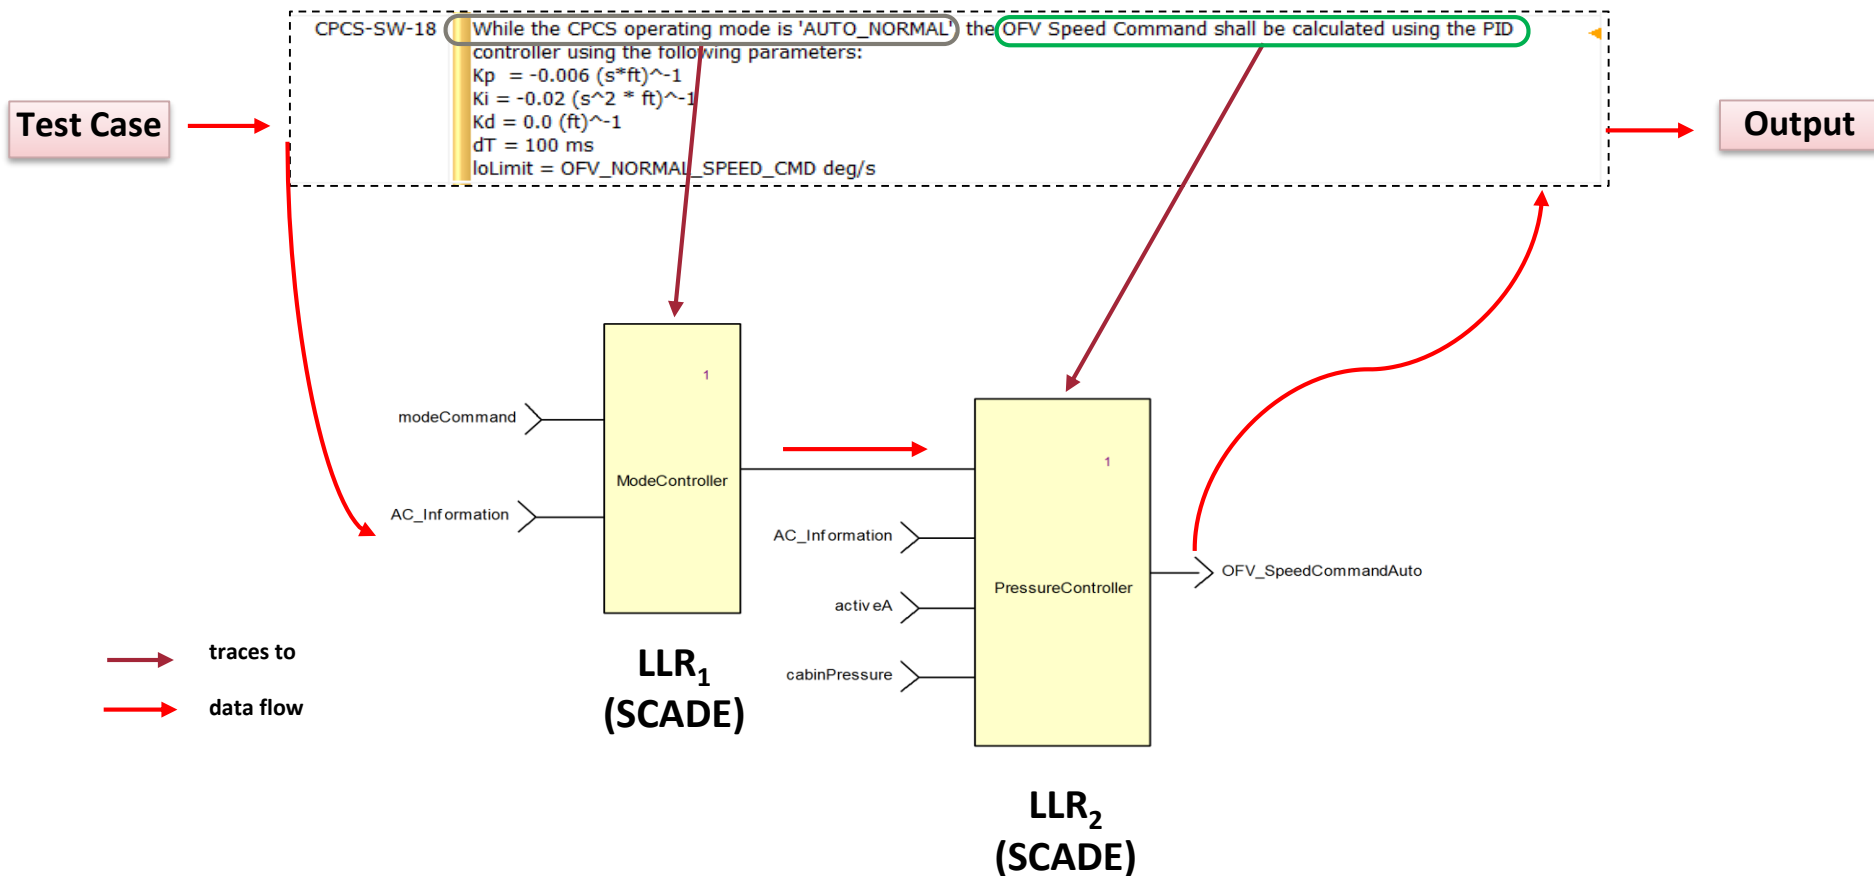 CPCS-SW-18 While the CPCS operating mode is 'AUTO_NORMAL' the OFV Speed Command shall be calculated using the PID
controller using the following parameters:
Kp = -0.006 (s*ft)^-1
Ki = -0.02 (s^2 * ft)^-1
Kd = 0.0 (ft)^-1
dT = 100 ms
loLimit = OFV_NORMAL_SPEED_CMD deg/s
Test Case
Output
1
modeCommand
ModeController
AC_Information
1
AC_Information
PressureController
OFV_SpeedCommandAuto
activeA
cabinPressure
traces to
data flow
LLR1
(SCADE)
LLR2
(SCADE)